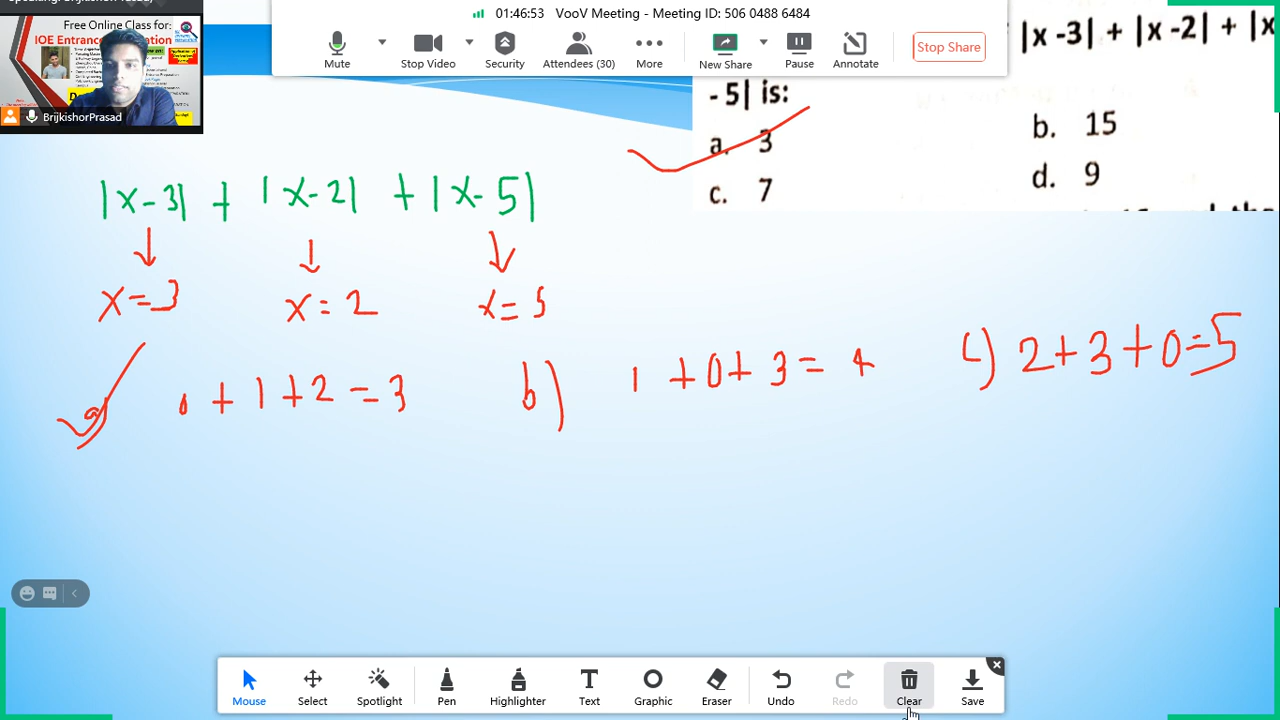 BrijkishorPrasad
Free Online Class for:
01:46:53 VooV Meeting - Meeting ID: 506 0488 6484
Mute
Stop Video
Security
Attendees (30)
More
New Share
Pause
Annotate
Stop Share
|x -3| + |x -2| + |x
- 5| is:
a. 3
b. 15
c. 7
d. 9
|x-3| + |x-2| + |x-5|
x=3 x=2 x=5
a) 0+1+2=3 b) 1+0+3=4 c) 2+3+0=5
Mouse
Select
Spotlight
Pen
Highlighter
Text
Graphic
Eraser
Undo
Redo
Clear
Save